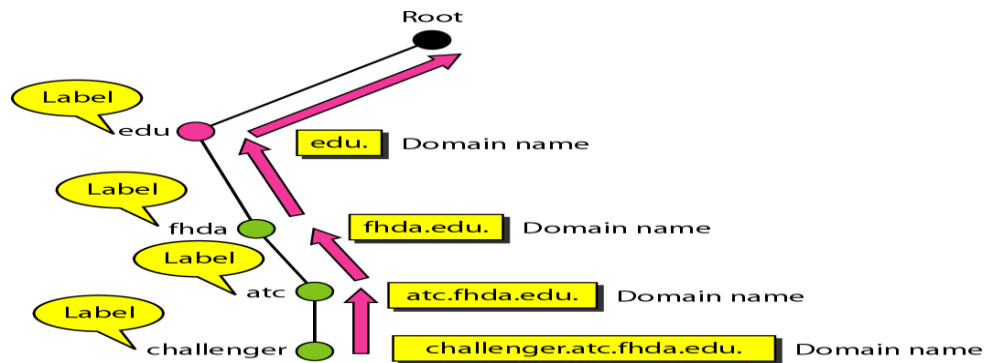 Root
Label
edu
edu. Domain name
Label
fhda
fhda.edu. Domain name
Label
atc
atc.fhda.edu. Domain name
Label
challenger
challenger.atc.fhda.edu. Domain name